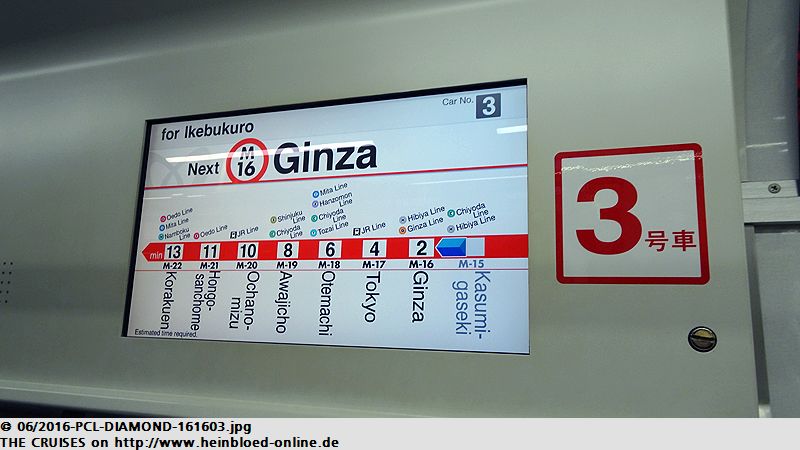 Car No. 3
for Ikebukuro
Next M 16 Ginza
Oedo Line
Mita Line
Namboku Line
Oedo Line
JR Line
Shinjuku Line
Chiyoda Line
Mita Line
Hanzomon Line
Chiyoda Line
Tozai Line
JR Line
Hibiya Line
Ginza Line
Chiyoda Line
Hibiya Line
min 13 11 10 8 6 4 2
M-22 M-21 M-20 M-19 M-18 M-17 M-16 M-15
Korakuen
Hongo-
sanchome
Ochano-
mizu
Awajicho
Otemachi
Tokyo
Ginza
Kasumi-
gaseki
Estimated time required.
3号車
© 06/2016-PCL-DIAMOND-161603.jpg
THE CRUISES on http://www.heinbloed-online.de